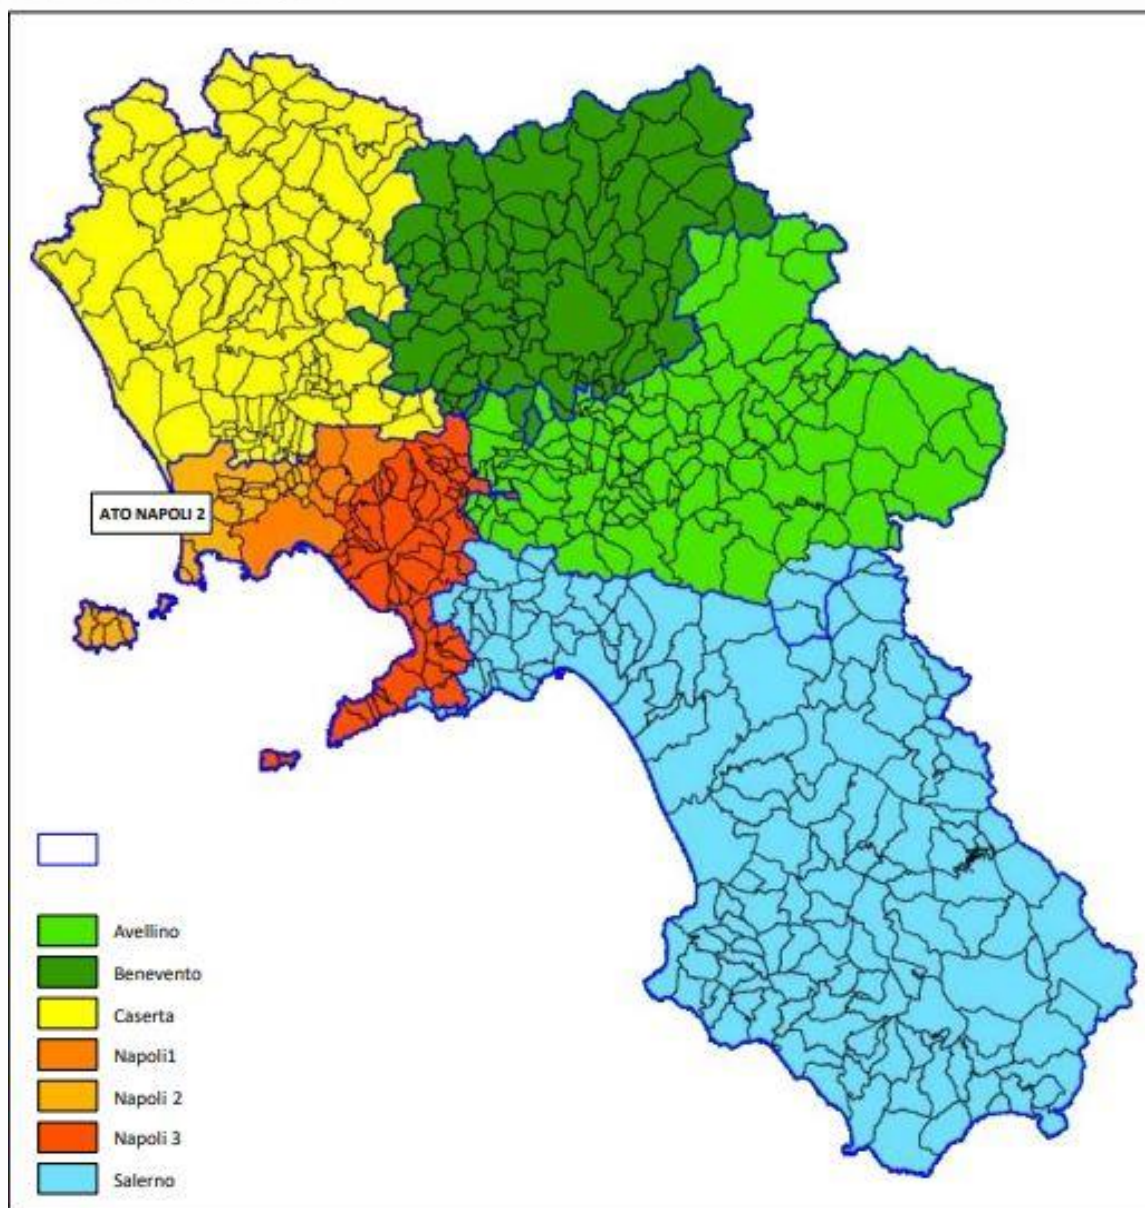 ATO NAPOLI 2
Avellino
Benevento
Caserta
Napoli1
Napoli 2
Napoli 3
Salerno